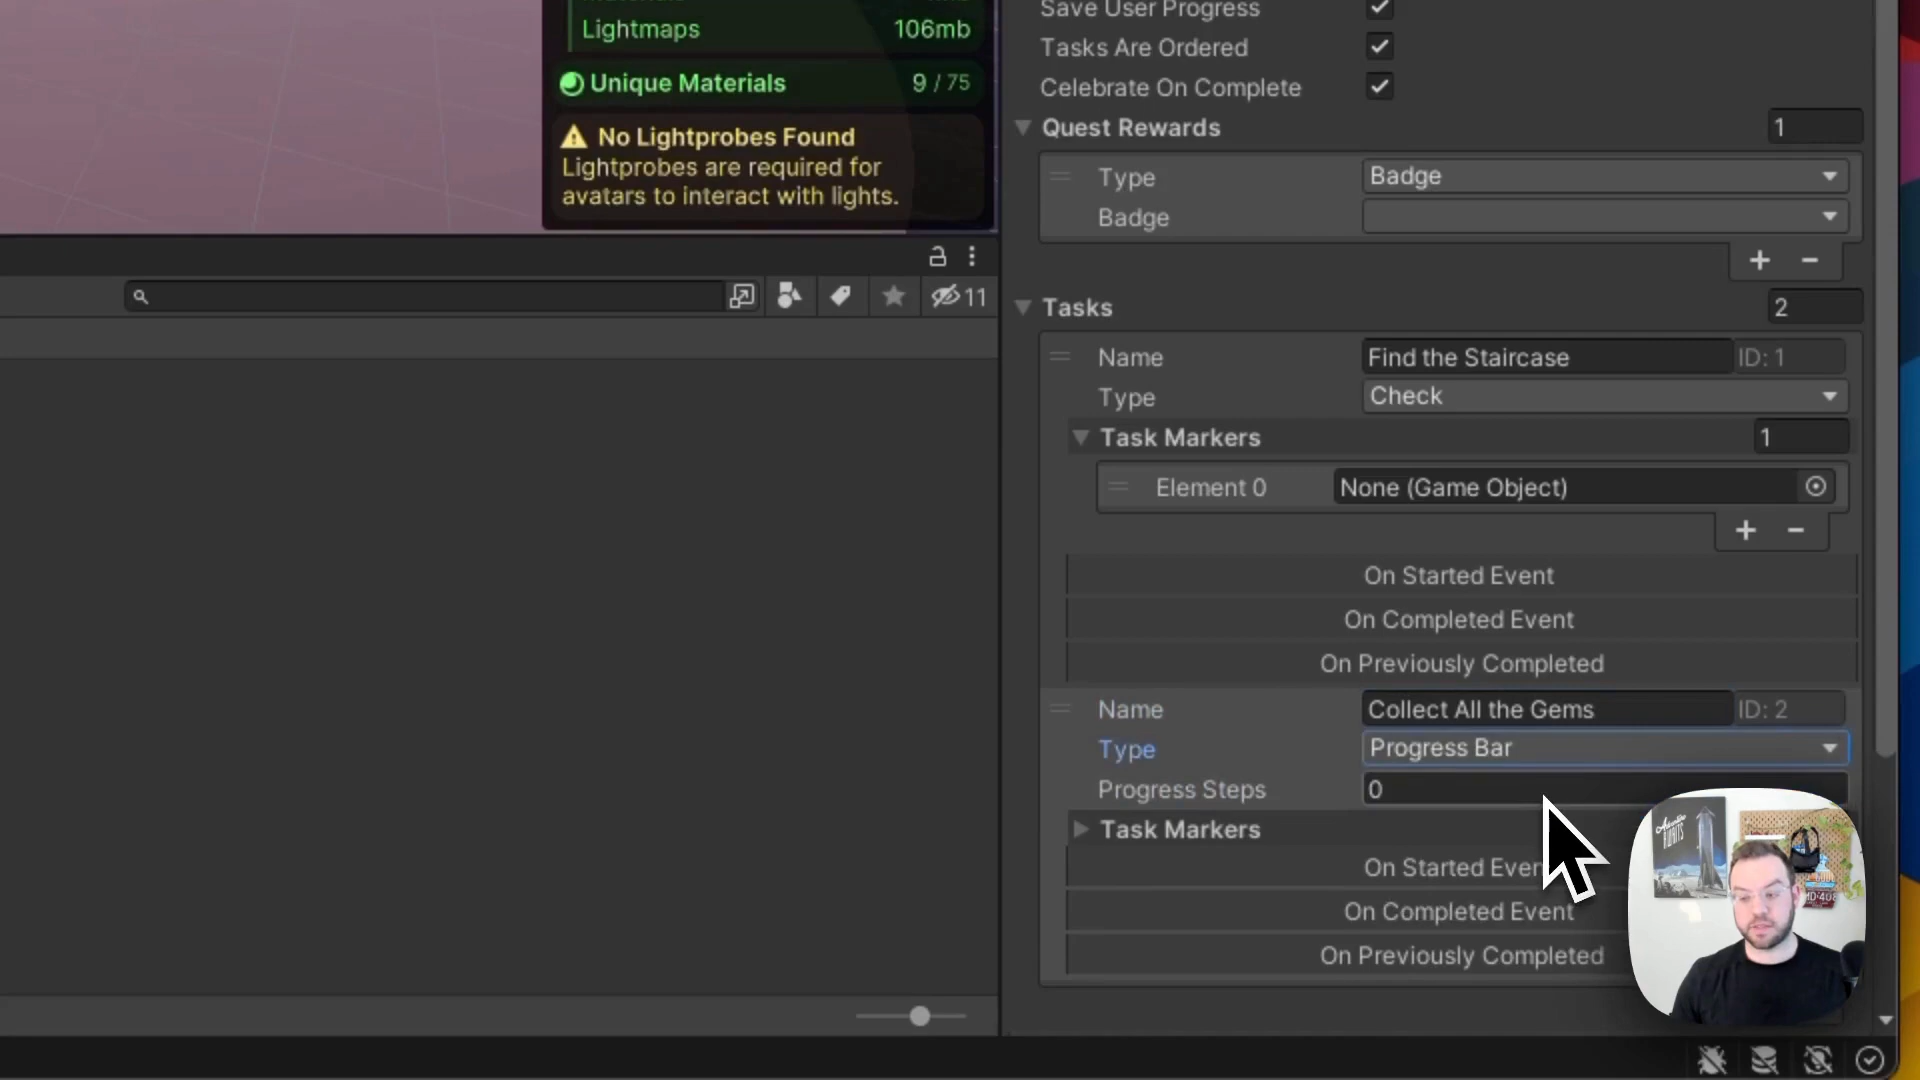 Lightmaps 106mb
Unique Materials 9 / 75
No Lightprobes Found
Lightprobes are required for
avatars to interact with lights.
11
Save User Progress
Tasks Are Ordered
Celebrate On Complete
Quest Rewards 1
Type Badge
Badge
Tasks 2
Name Find the Staircase ID: 1
Type Check
Task Markers 1
Element 0 None (Game Object)
On Started Event
On Completed Event
On Previously Completed
Name Collect All the Gems ID: 2
Type Progress Bar
Progress Steps 0
Task Markers
On Started Even
On Completed Event
On Previously Completed